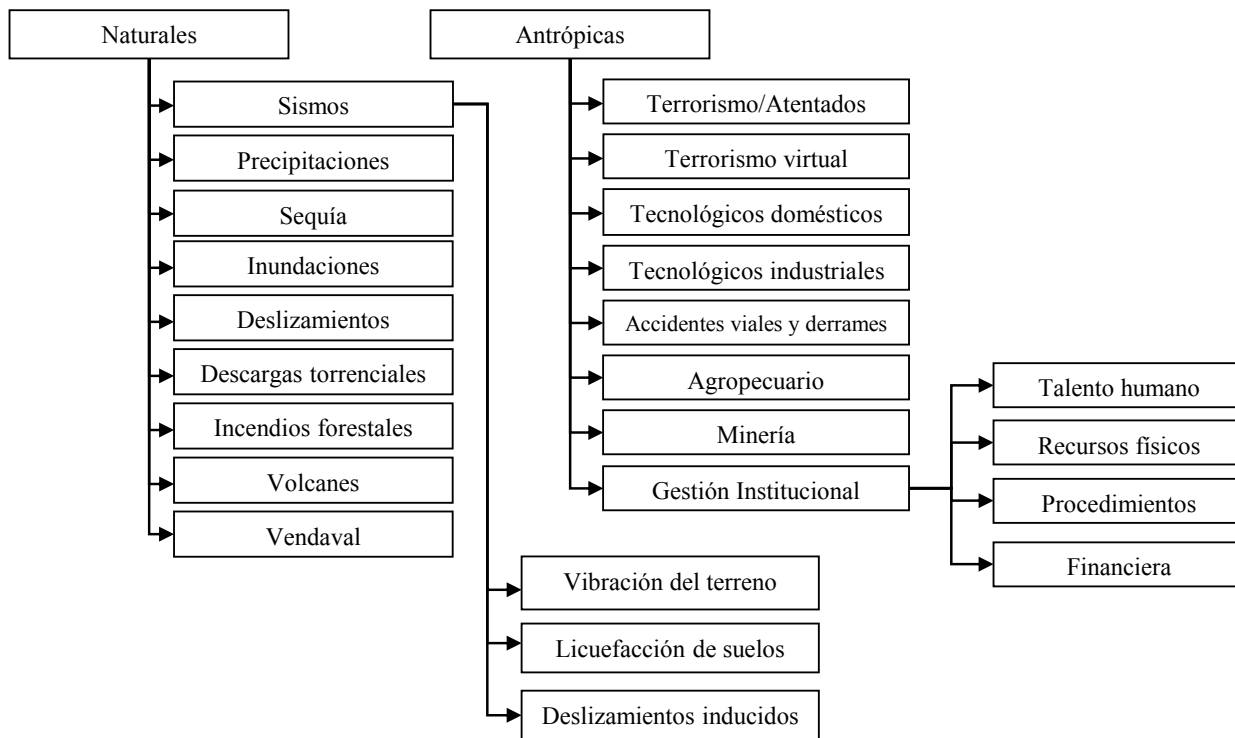 Naturales
Sismos
Precipitaciones
Sequía
Inundaciones
Deslizamientos
Descargas torrenciales
Incendios forestales
Volcanes
Vendaval
Vibración del terreno
Licuefacción de suelos
Deslizamientos inducidos
Antrópicas
Terrorismo/Atentados
Terrorismo virtual
Tecnológicos domésticos
Tecnológicos industriales
Accidentes viales y derrames
Agropecuario
Minería
Gestión Institucional
Talento humano
Recursos físicos
Procedimientos
Financiera